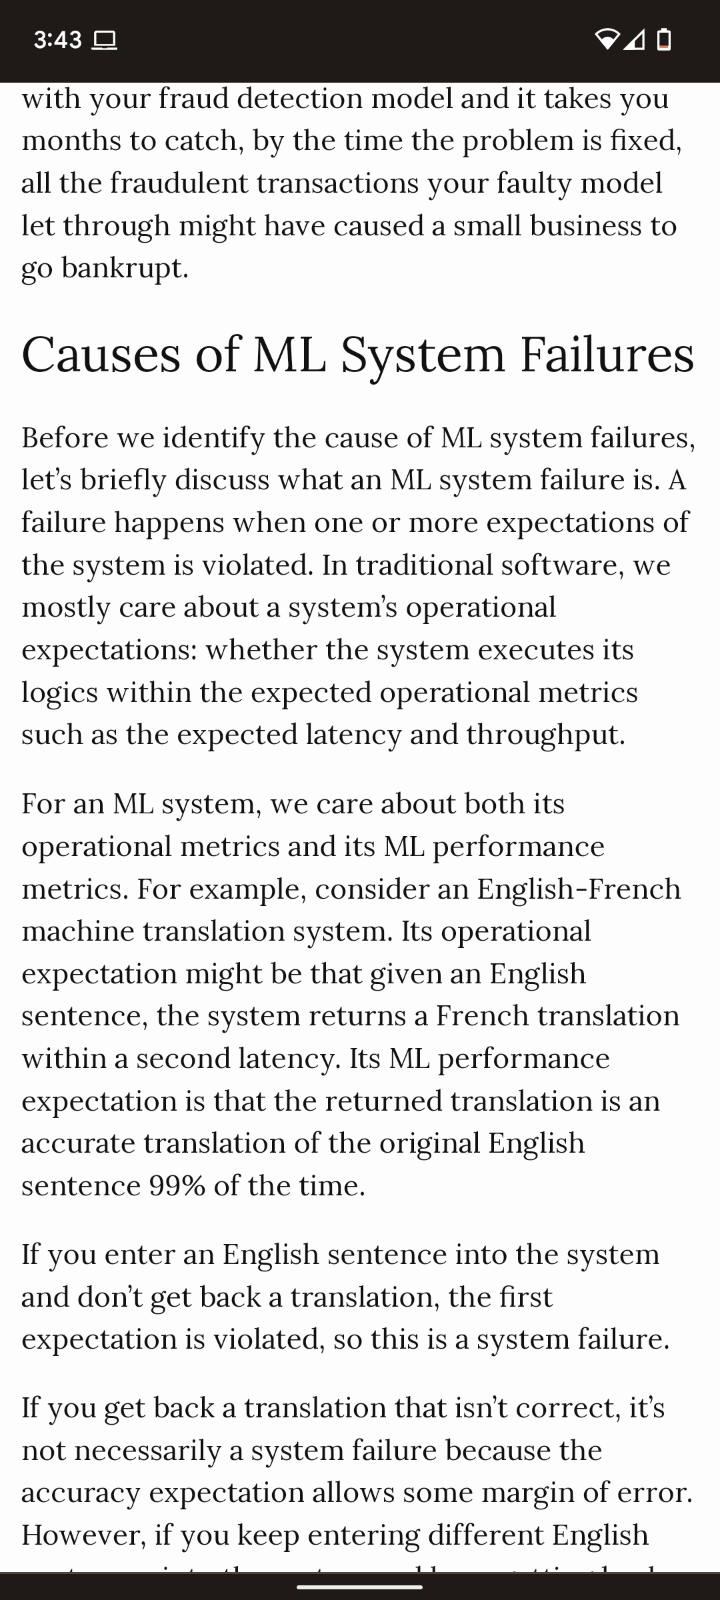 3:43
with your fraud detection model and it takes you
months to catch, by the time the problem is fixed,
all the fraudulent transactions your faulty model
let through might have caused a small business to
go bankrupt.
Causes of ML System Failures
Before we identify the cause of ML system failures,
let’s briefly discuss what an ML system failure is. A
failure happens when one or more expectations of
the system is violated. In traditional software, we
mostly care about a system’s operational
expectations: whether the system executes its
logics within the expected operational metrics
such as the expected latency and throughput.
For an ML system, we care about both its
operational metrics and its ML performance
metrics. For example, consider an English-French
machine translation system. Its operational
expectation might be that given an English
sentence, the system returns a French translation
within a second latency. Its ML performance
expectation is that the returned translation is an
accurate translation of the original English
sentence 99% of the time.
If you enter an English sentence into the system
and don’t get back a translation, the first
expectation is violated, so this is a system failure.
If you get back a translation that isn’t correct, it’s
not necessarily a system failure because the
accuracy expectation allows some margin of error.
However, if you keep entering different English